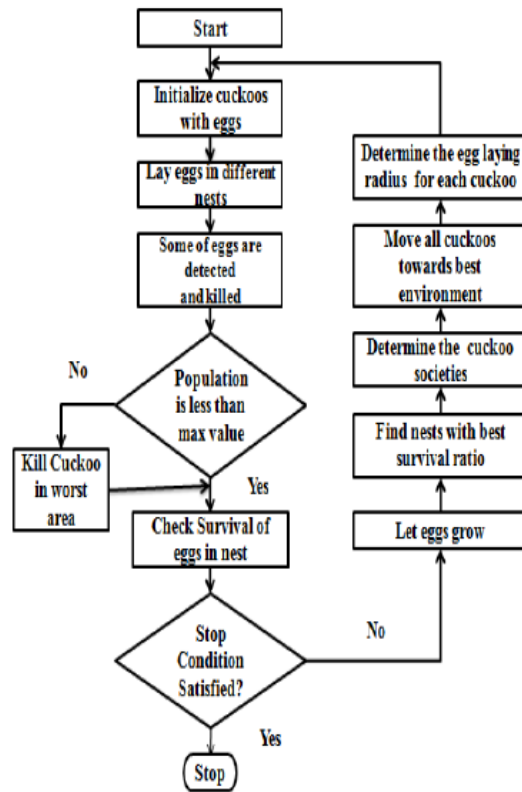 Start
Initialize cuckoos
with eggs
Lay eggs in different
nests
Some of eggs are
detected
and killed
No
Population
is less than
max value
Kill Cuckoo
in worst
area
Yes
Check Survival of
eggs in nest
Stop
Condition
Satisfied?
No
Yes
Stop
Let eggs grow
Find nests with best
survival ratio
Determine the cuckoo
societies
Move all cuckoos
towards best
environment
Determine the egg laying
radius for each cuckoo